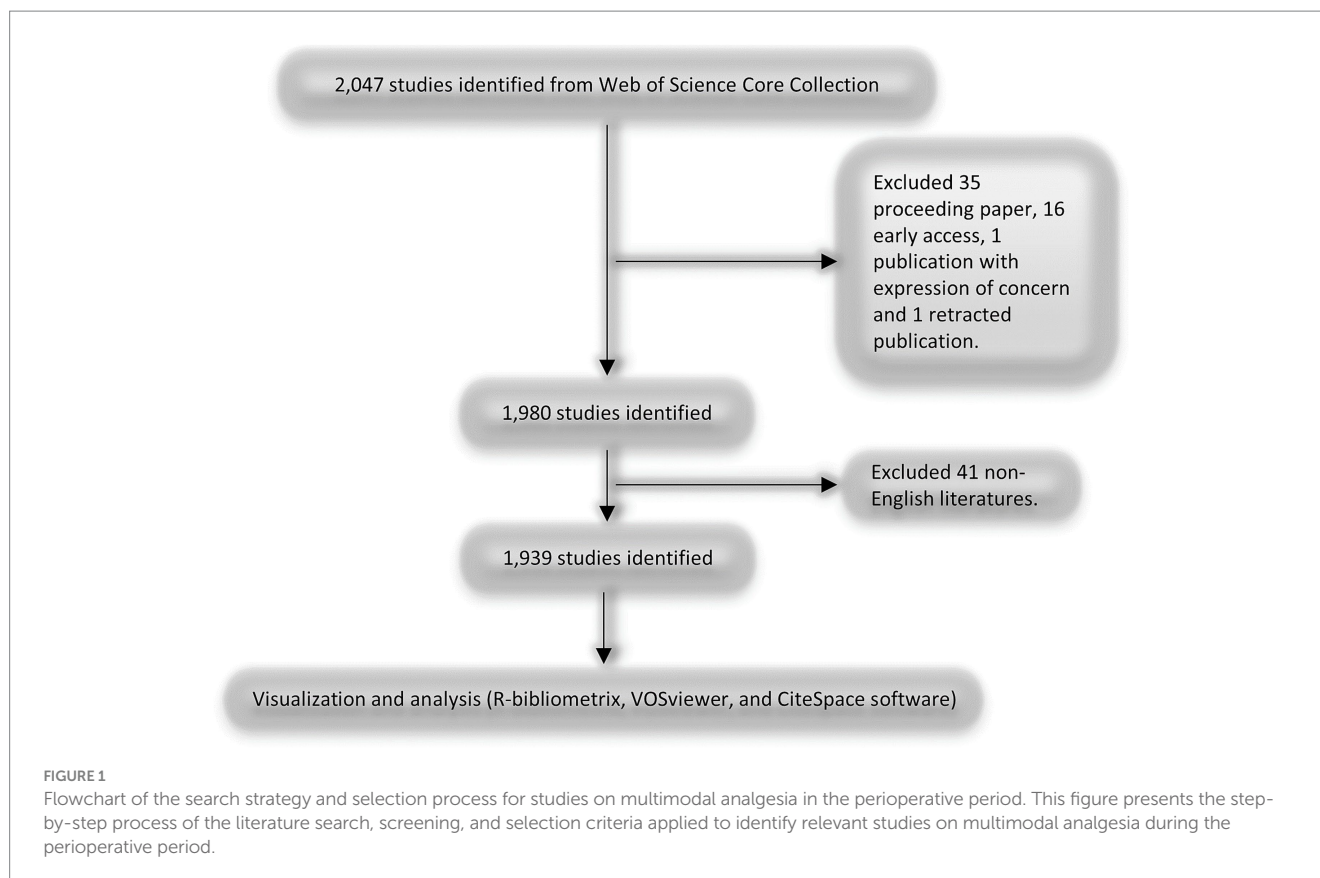 2,047 studies identified from Web of Science Core Collection
Excluded 35
proceeding paper, 16
early access, 1
publication with
expression of concern
and 1 retracted
publication.
1,980 studies identified
Excluded 41 non-
English literatures.
1,939 studies identified
Visualization and analysis (R-bibliometrix, VOSviewer, and CiteSpace software)
FIGURE 1
Flowchart of the search strategy and selection process for studies on multimodal analgesia in the perioperative period. This figure presents the step-
by-step process of the literature search, screening, and selection criteria applied to identify relevant studies on multimodal analgesia during the
perioperative period.